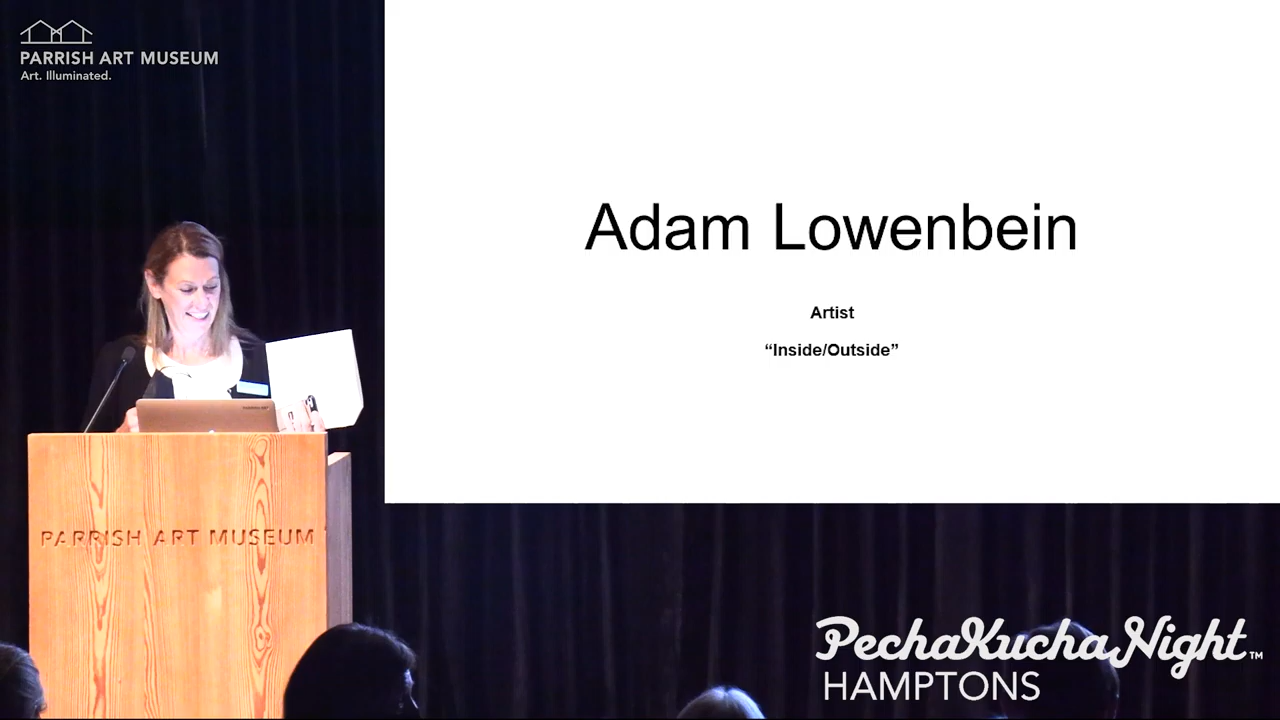 PARRISH ART MUSEUM
Art. Illuminated.
Adam Lowenbein
Artist
“Inside/Outside”
PARRISH ART MUSEUM
PechaKucha Night™
HAMPTONS